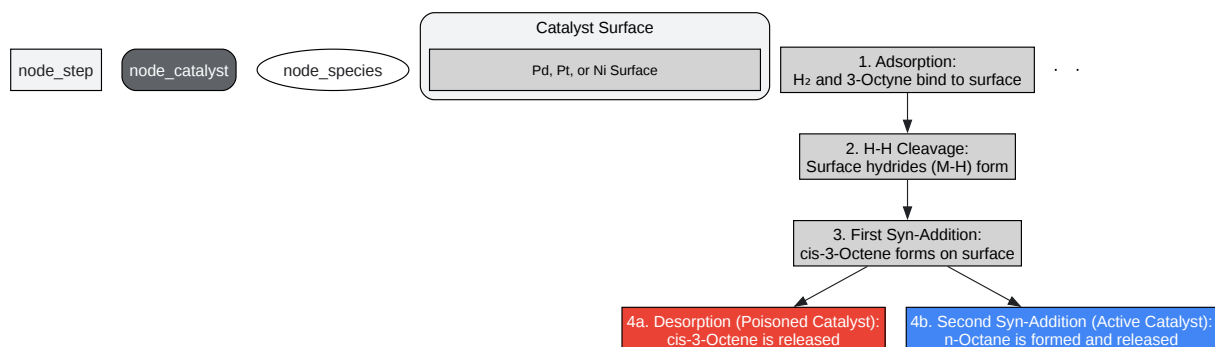 node_step
node_catalyst
node_species
Catalyst Surface
Pd, Pt, or Ni Surface
1. Adsorption:
H₂ and 3-Octyne bind to surface
2. H-H Cleavage:
Surface hydrides (M-H) form
3. First Syn-Addition:
cis-3-Octene forms on surface
4a. Desorption (Poisoned Catalyst):
cis-3-Octene is released
4b. Second Syn-Addition (Active Catalyst):
n-Octane is formed and released